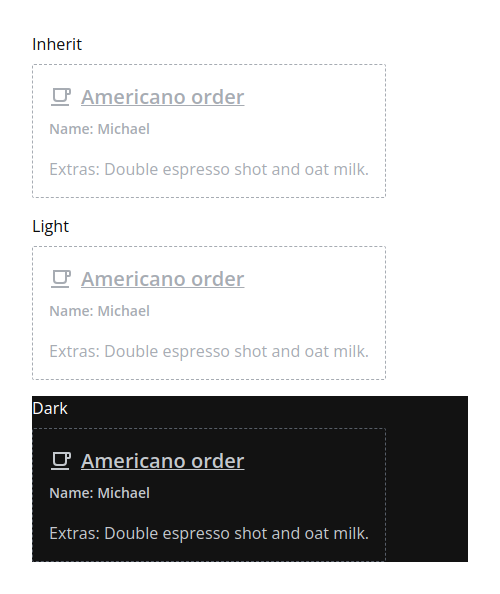 Inherit
Americano order
Name: Michael
Extras: Double espresso shot and oat milk.
Light
Americano order
Name: Michael
Extras: Double espresso shot and oat milk.
Dark
Americano order
Name: Michael
Extras: Double espresso shot and oat milk.